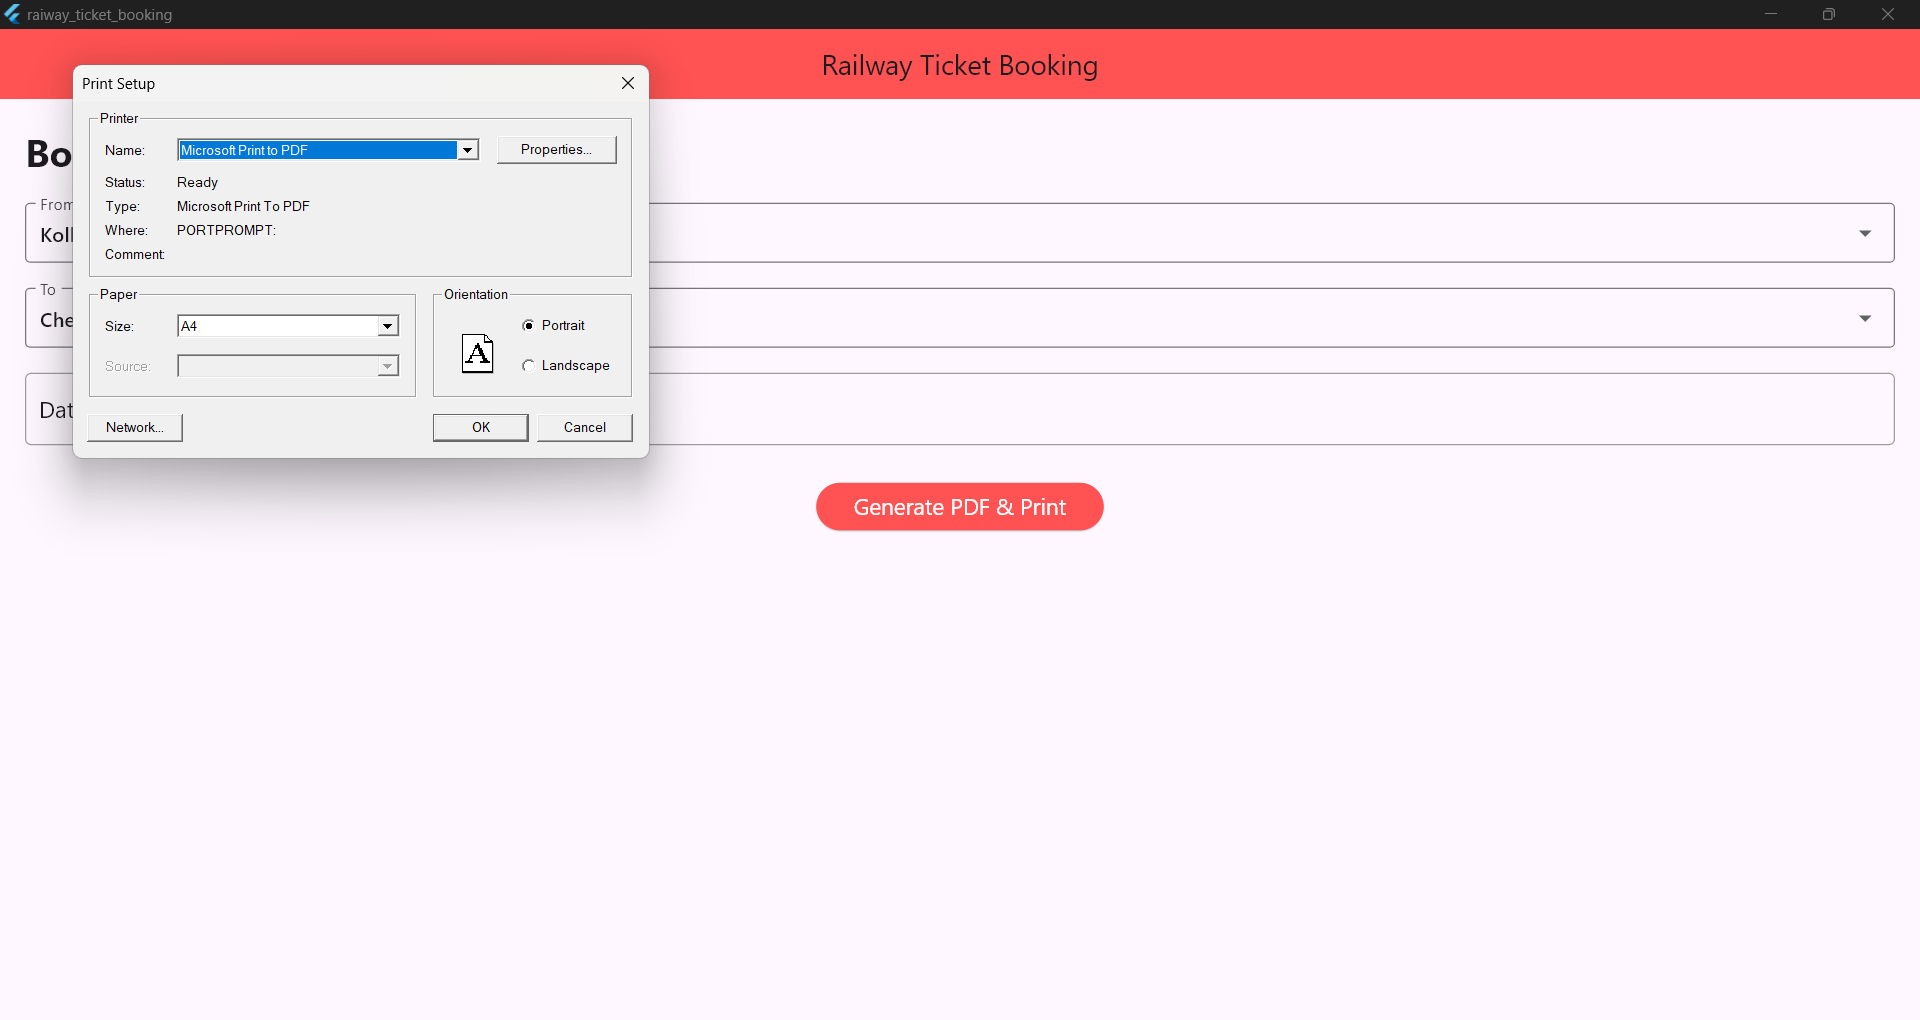 raiway_ticket_booking
Railway Ticket Booking
Print Setup
Printer
Name: Microsoft Print to PDF Properties...
Status: Ready
Type: Microsoft Print To PDF
Where: PORTPROMPT:
Comment:
Paper
Size: A4
Source:
Orientation
A
Portrait
Landscape
Network... OK Cancel
Bo
From
Koll
To
Che
Dat
Generate PDF & Print